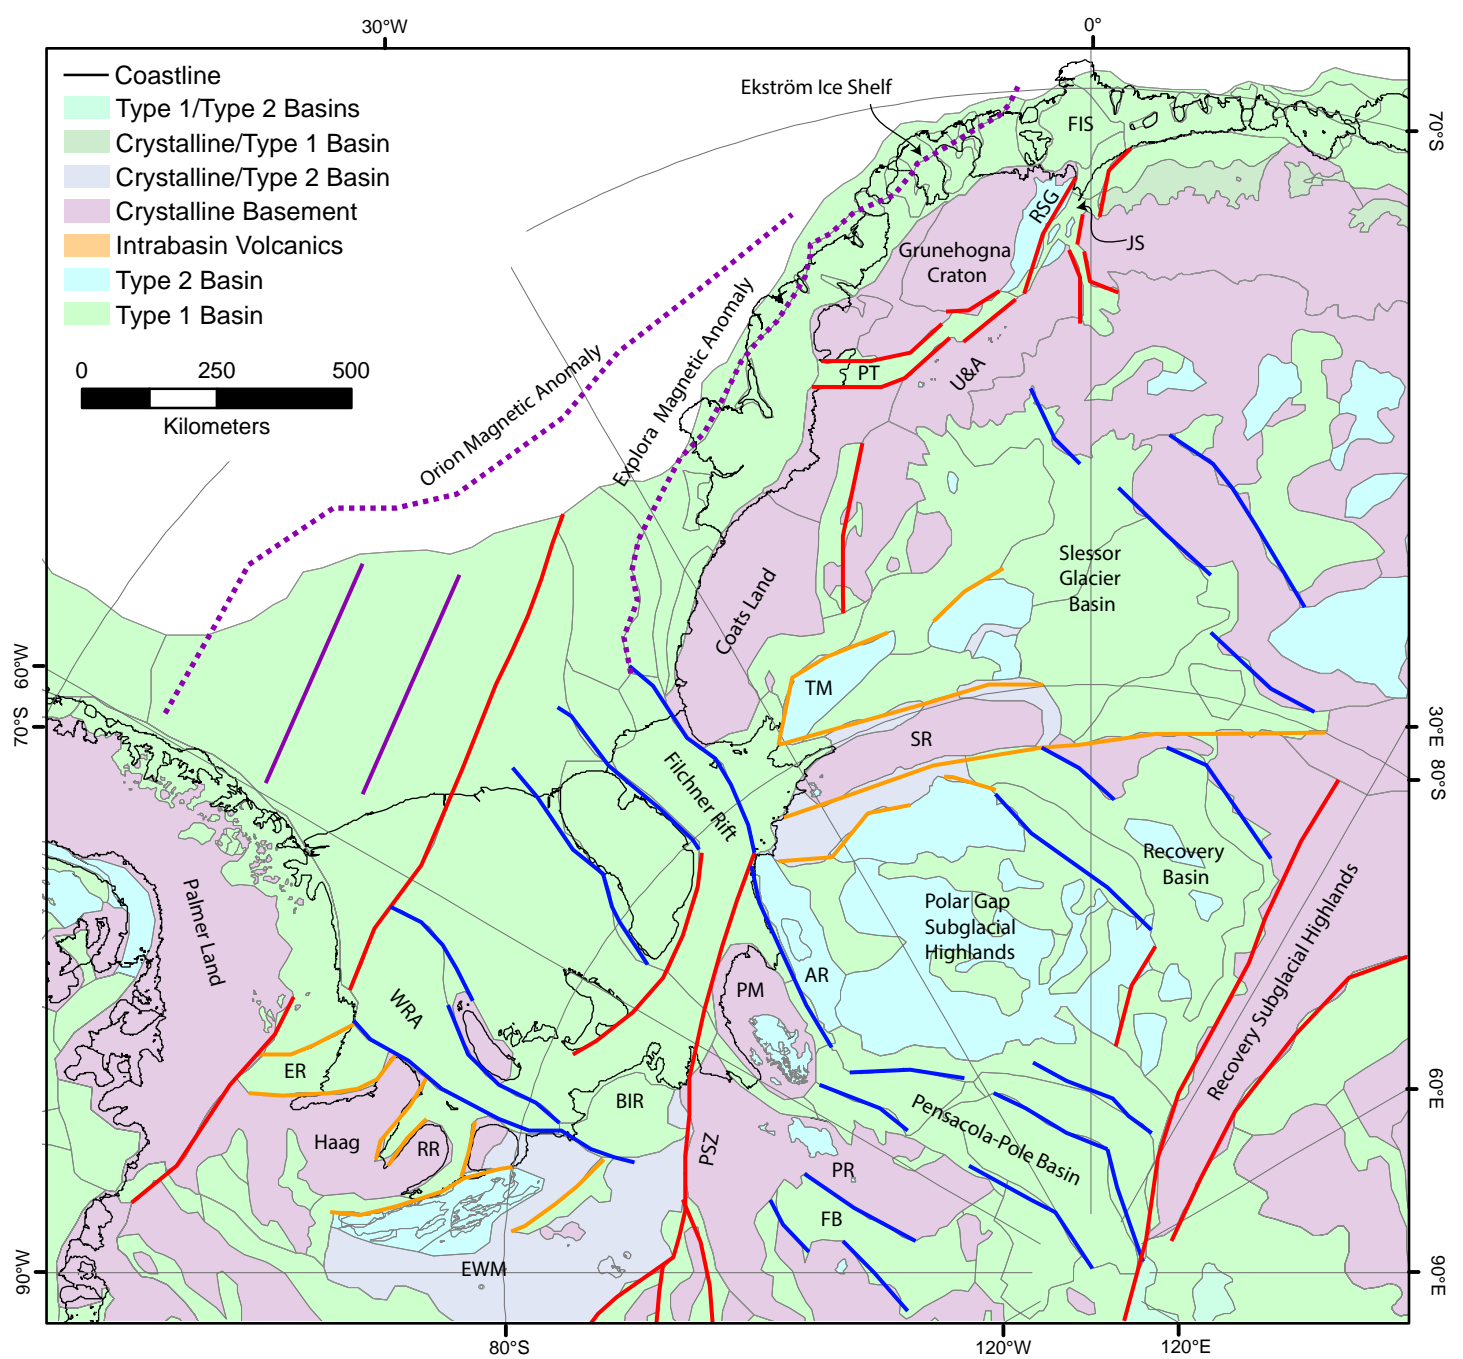 30°W
0°
Coastline
Type 1/Type 2 Basins
Crystalline/Type 1 Basin
Crystalline/Type 2 Basin
Crystalline Basement
Intrabasin Volcanics
Type 2 Basin
Type 1 Basin
0
250
500
Kilometers
Ekström Ice Shelf
FIS
70°S
RSG
JS
Grunehogna
Craton
PT
U&A
Orion Magnetic Anomaly
Explora Magnetic Anomaly
Slessor
Glacier
Basin
Coats Land
60°W
70°S
TM
SR
30°E
80°S
Filchner Rift
Recovery
Basin
Palmer Land
Polar Gap
Subglacial
Highlands
AR
PM
WRA
Recovery Subglacial Highlands
ER
BIR
60°E
Pensacola-Pole Basin
Haag
RR
PSZ
PR
FB
EWM
90°W
90°E
80°S
120°W
120°E